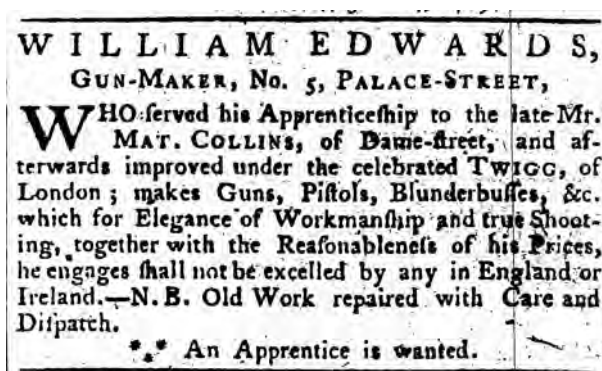 WILLIAM EDWARDS,
GUN-MAKER, No. 5, PALACE-STREET,
WHO ſerved his Apprenticeſhip to the late Mr.
MAT. COLLINS, of Dame-ſtreet, and af-
terwards improved under the celebrated TWIGG, of
London; makes Guns, Piſtols, Blunderbuſſes, &c.
which for Elegance of Workmanſhip and true Shoot-
ing, together with the Reaſonableneſs of his Prices,
he engages ſhall not be excelled by any in England or
Ireland.—N. B. Old Work repaired with Care and
Diſpatch.
*⁎* An Apprentice is wanted.